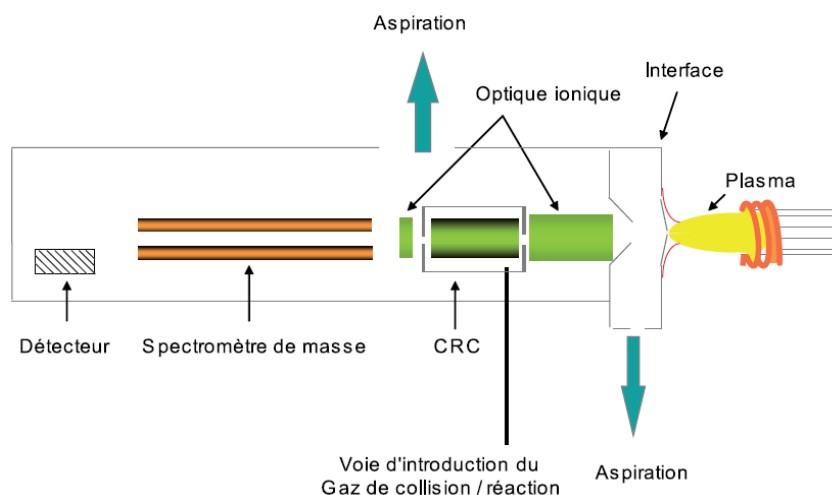 Aspiration
Interface
Optique ionique
Plasma
Détecteur
Spectromètre de masse
CRC
Voie d'introduction du
Gaz de collision / réaction
Aspiration